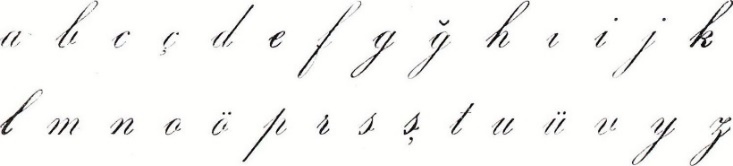 a b c ç d e f g ğ h ı i j k
l m n o ö p r s ş t u ü v y z